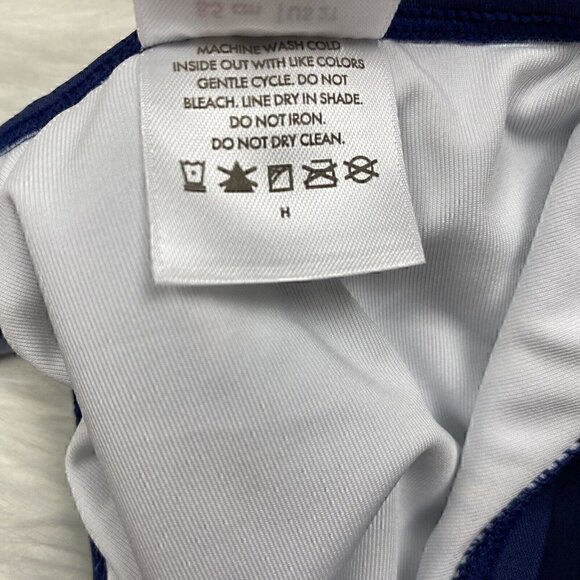 MACHINE WASH COLD
INSIDE OUT WITH LIKE COLORS
GENTLE CYCLE. DO NOT
BLEACH. LINE DRY IN SHADE.
DO NOT IRON.
DO NOT DRY CLEAN.
H